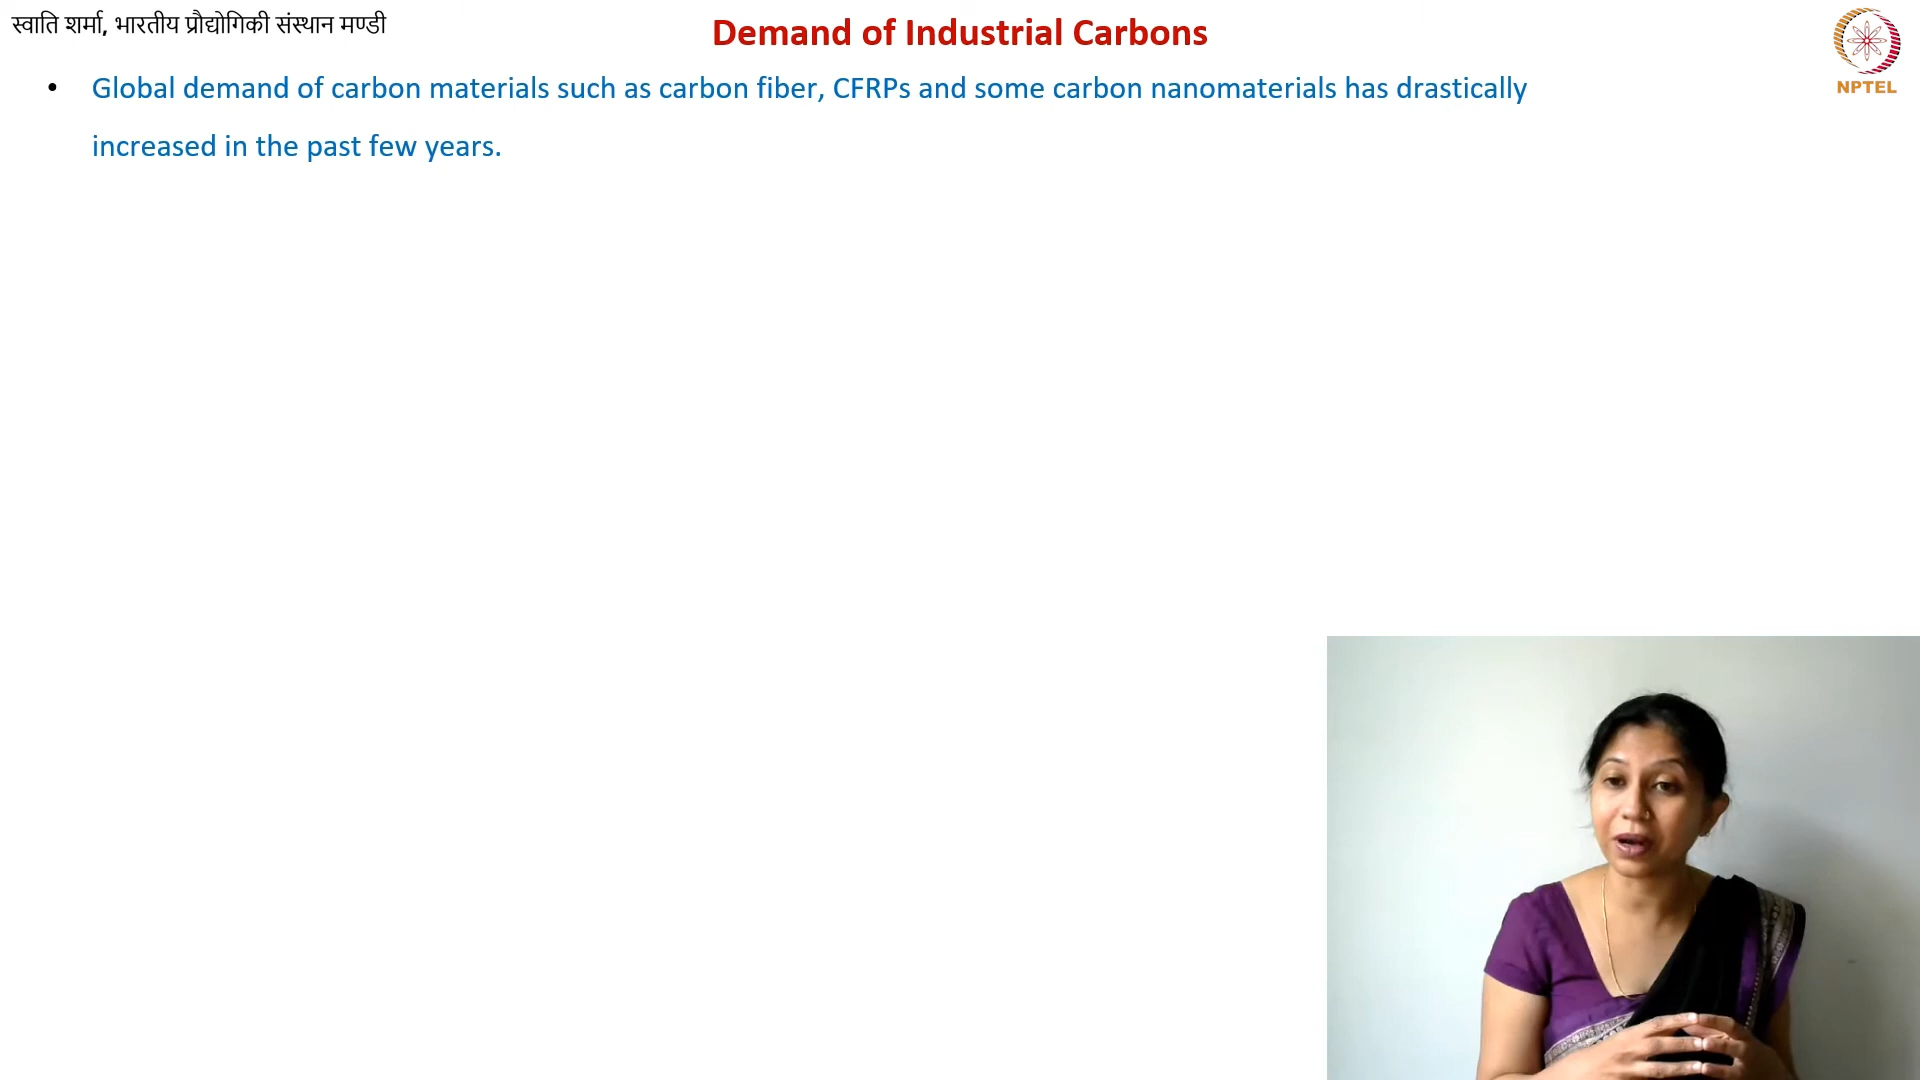 स्वाति शर्मा, भारतीय प्रौद्योगिकी संस्थान मण्डी
Demand of Industrial Carbons
NPTEL
• Global demand of carbon materials such as carbon fiber, CFRPs and some carbon nanomaterials has drastically
increased in the past few years.